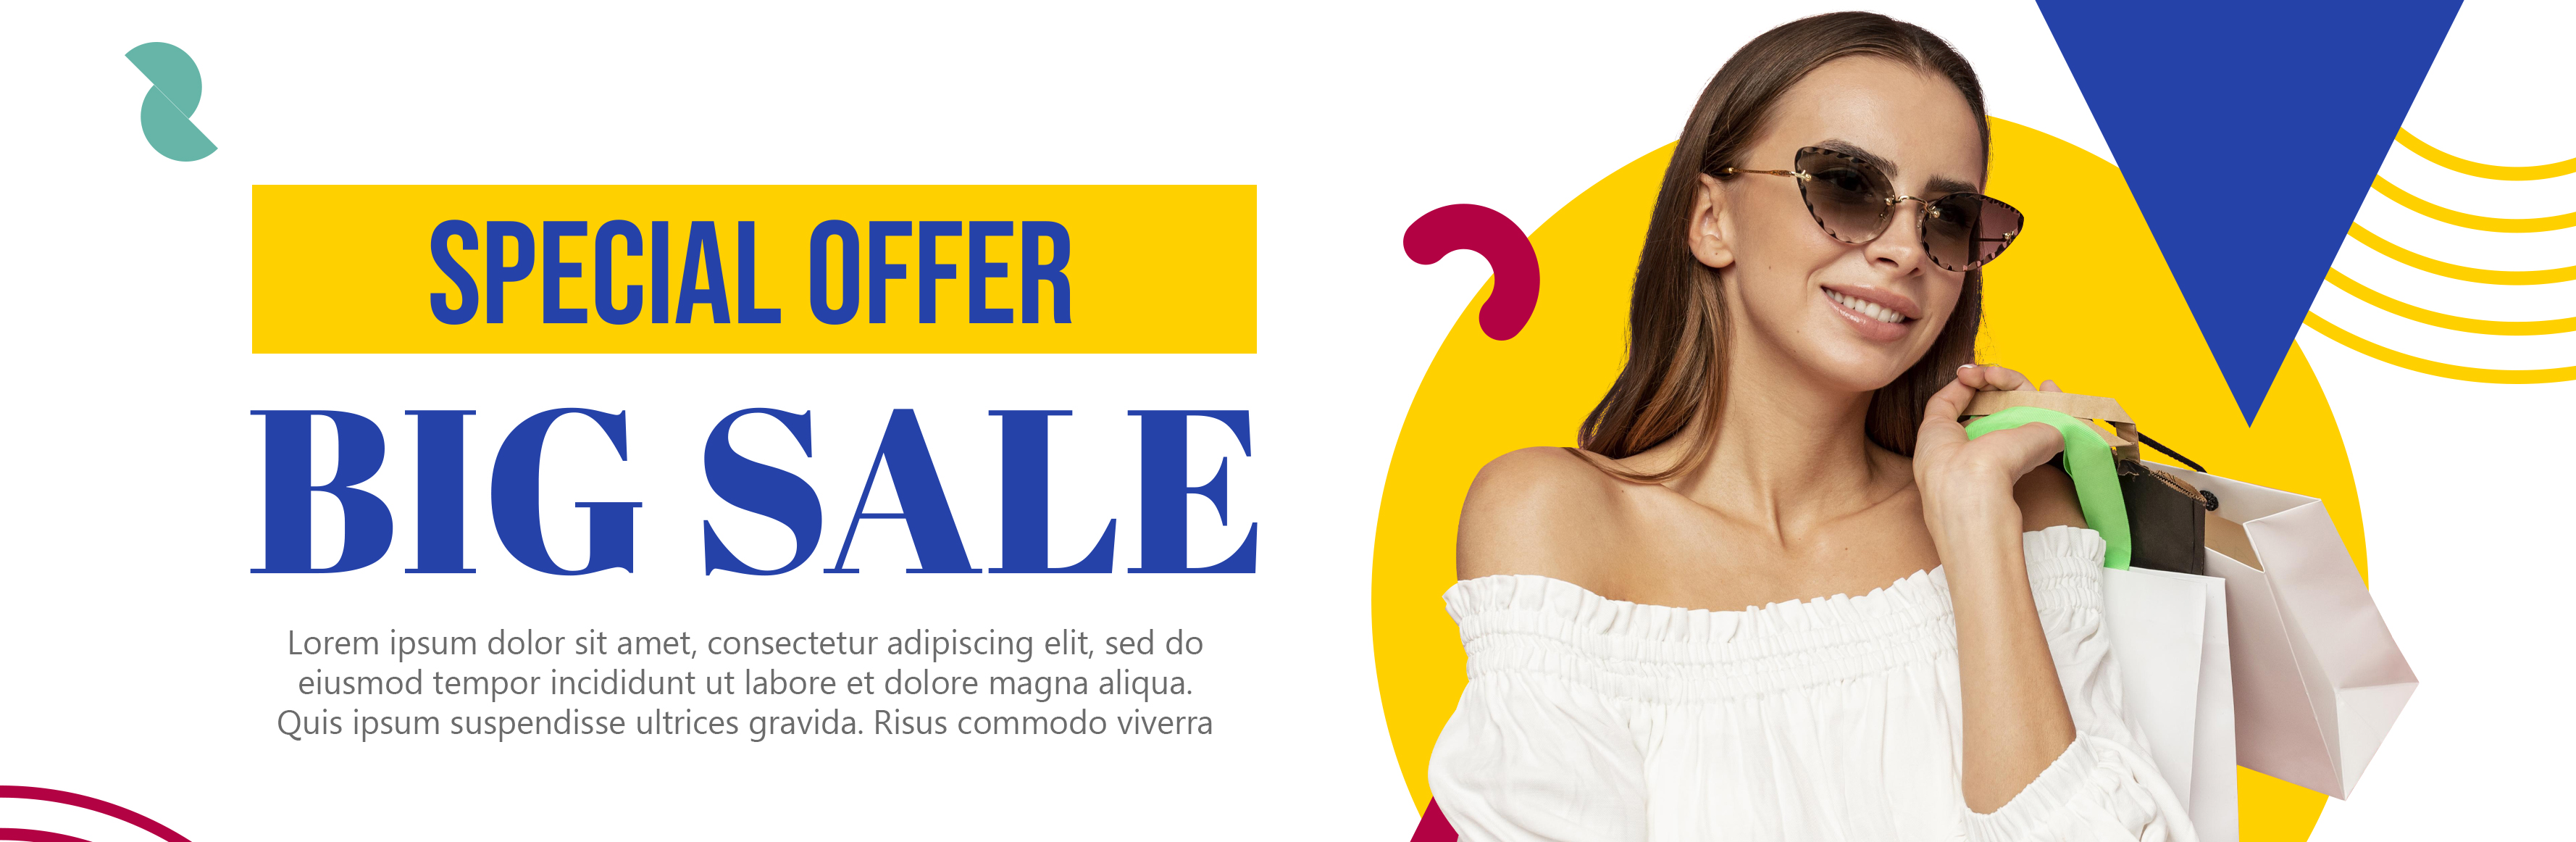 SPECIAL OFFER
BIG SALE
Lorem ipsum dolor sit amet, consectetur adipiscing elit, sed do
eiusmod tempor incididunt ut labore et dolore magna aliqua.
Quis ipsum suspendisse ultrices gravida. Risus commodo viverra